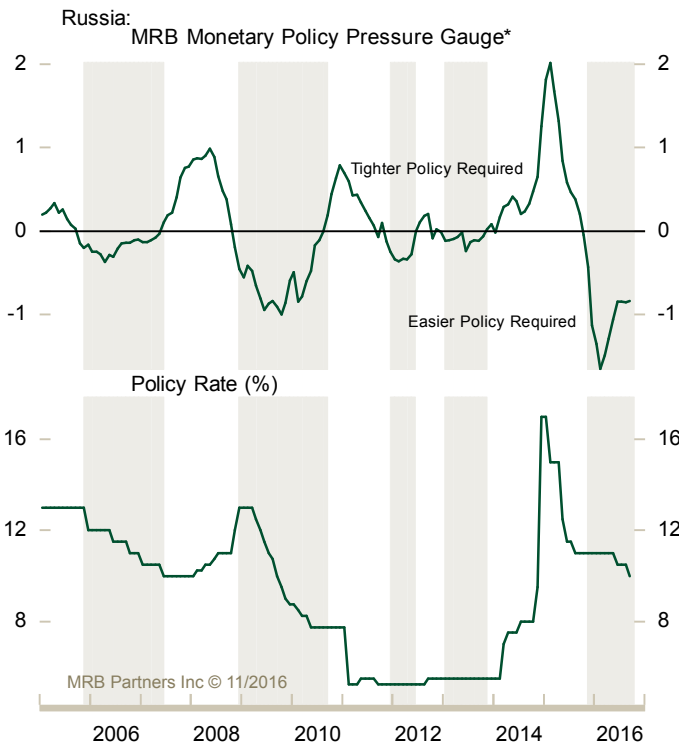 Russia:
MRB Monetary Policy Pressure Gauge*
2 2
1 1
Tighter Policy Required
0 0
-1 -1
Easier Policy Required
Policy Rate (%)
16 16
12 12
8 8
MRB Partners Inc © 11/2016
2006 2008 2010 2012 2014 2016